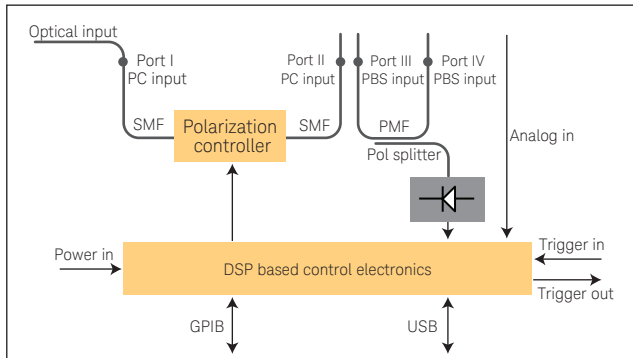 Optical input
Port I
PC input
Port II
PC input
Port III
PBS input
Port IV
PBS input
SMF
Polarization
controller
SMF
PMF
Pol splitter
Analog in
Power in
DSP based control electronics
Trigger in
Trigger out
GPIB
USB